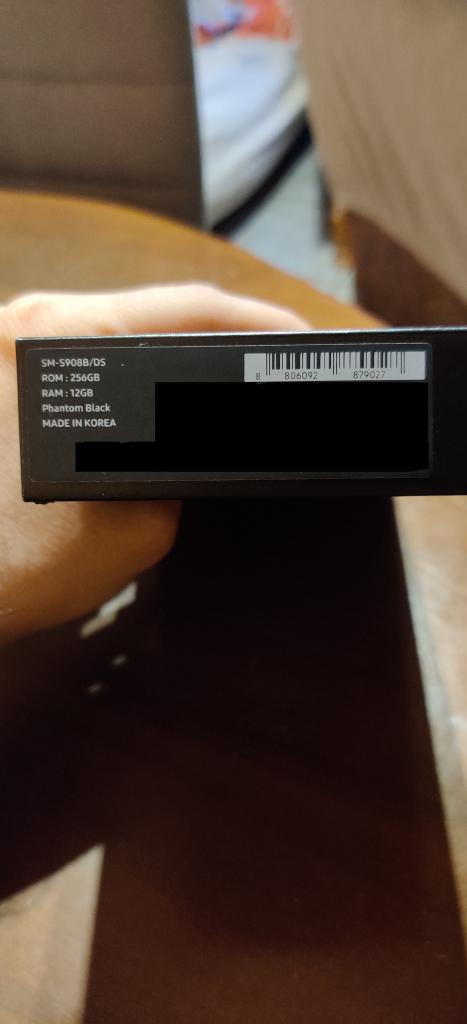 SM-S908B/DS
ROM : 256GB
RAM : 12GB
Phantom Black
MADE IN KOREA
8 806092 879027